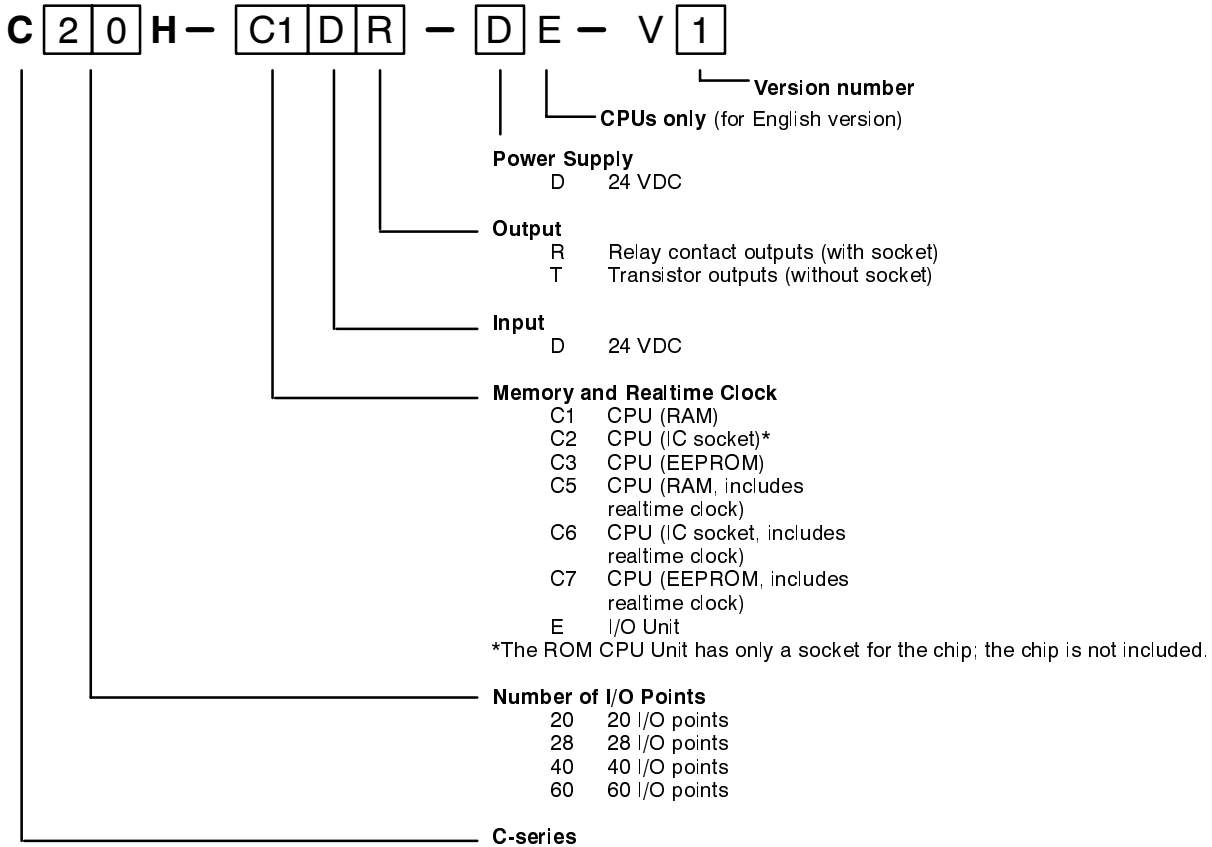 C 2 0 H – C1 D R – D E – V 1
Version number
CPUs only (for English version)
Power Supply
D 24 VDC
Output
R Relay contact outputs (with socket)
T Transistor outputs (without socket)
Input
D 24 VDC
Memory and Realtime Clock
C1 CPU (RAM)
C2 CPU (IC socket)*
C3 CPU (EEPROM)
C5 CPU (RAM, includes
realtime clock)
C6 CPU (IC socket, includes
realtime clock)
C7 CPU (EEPROM, includes
realtime clock)
E I/O Unit
*The ROM CPU Unit has only a socket for the chip; the chip is not included.
Number of I/O Points
20 20 I/O points
28 28 I/O points
40 40 I/O points
60 60 I/O points
C-series